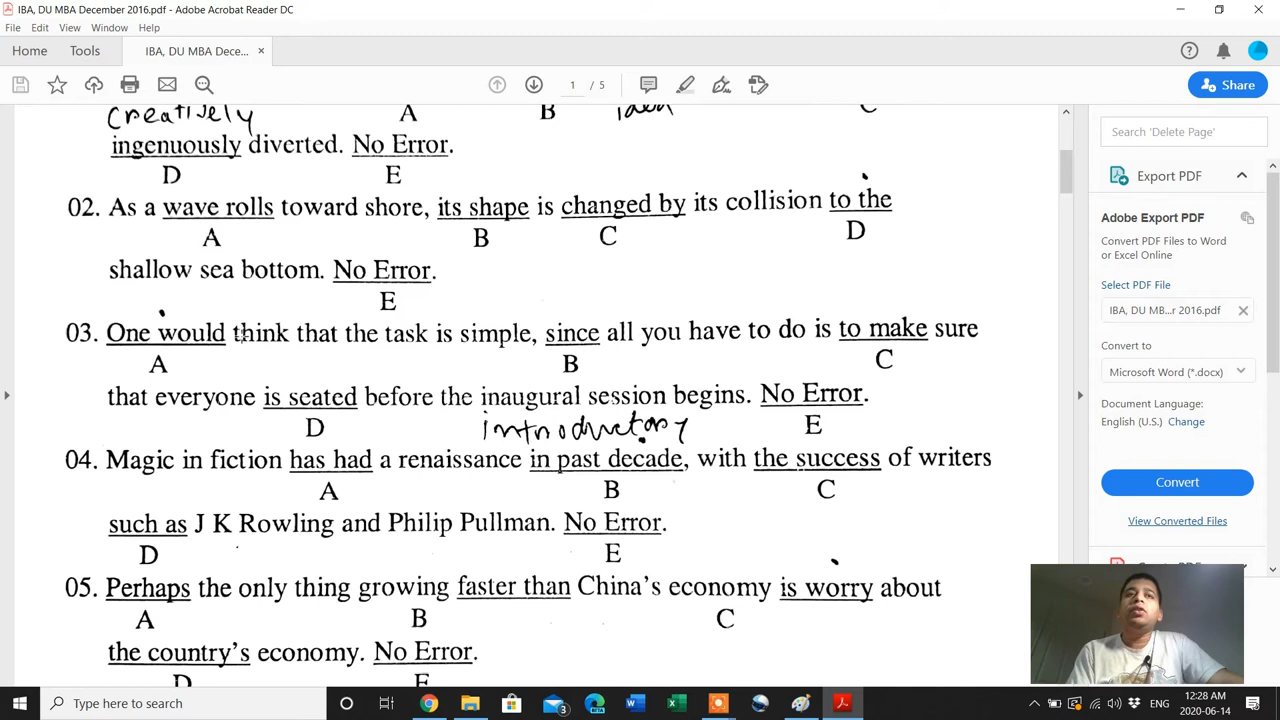 IBA, DU MBA December 2016.pdf - Adobe Acrobat Reader DC
File Edit View Window Help
Home Tools IBA, DU MBA Dece... ×
1 / 5
Share
creatively A B idea C
ingenuously diverted. No Error.
D E
02. As a wave rolls toward shore, its shape is changed by its collision to the
A B C D
shallow sea bottom. No Error.
E
03. One would think that the task is simple, since all you have to do is to make sure
A B C
that everyone is seated before the inaugural session begins. No Error.
D introductory E
04. Magic in fiction has had a renaissance in past decade, with the success of writers
A B C
such as J K Rowling and Philip Pullman. No Error.
D E
05. Perhaps the only thing growing faster than China's economy is worry about
A B C
the country's economy. No Error.
D E
Search 'Delete Page'
Export PDF
Adobe Export PDF
Convert PDF Files to Word
or Excel Online
Select PDF File
IBA, DU MB...r 2016.pdf
Convert to
Microsoft Word (*.docx)
Document Language:
English (U.S.) Change
Convert
View Converted Files
Type here to search
3
BETA
ENG
12:28 AM
2020-06-14